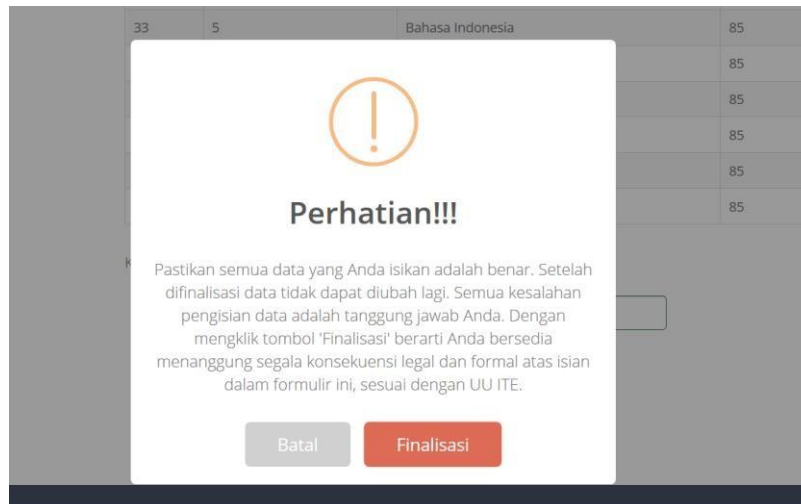 33 5 Bahasa Indonesia 85
85
85
85
85
85
Perhatian!!!
K
Pastikan semua data yang Anda isikan adalah benar. Setelah
difinalisasi data tidak dapat diubah lagi. Semua kesalahan
pengisian data adalah tanggung jawab Anda. Dengan
mengklik tombol 'Finalisasi' berarti Anda bersedia
menanggung segala konsekuensi legal dan formal atas isian
dalam formulir ini, sesuai dengan UU ITE.
Batal Finalisasi